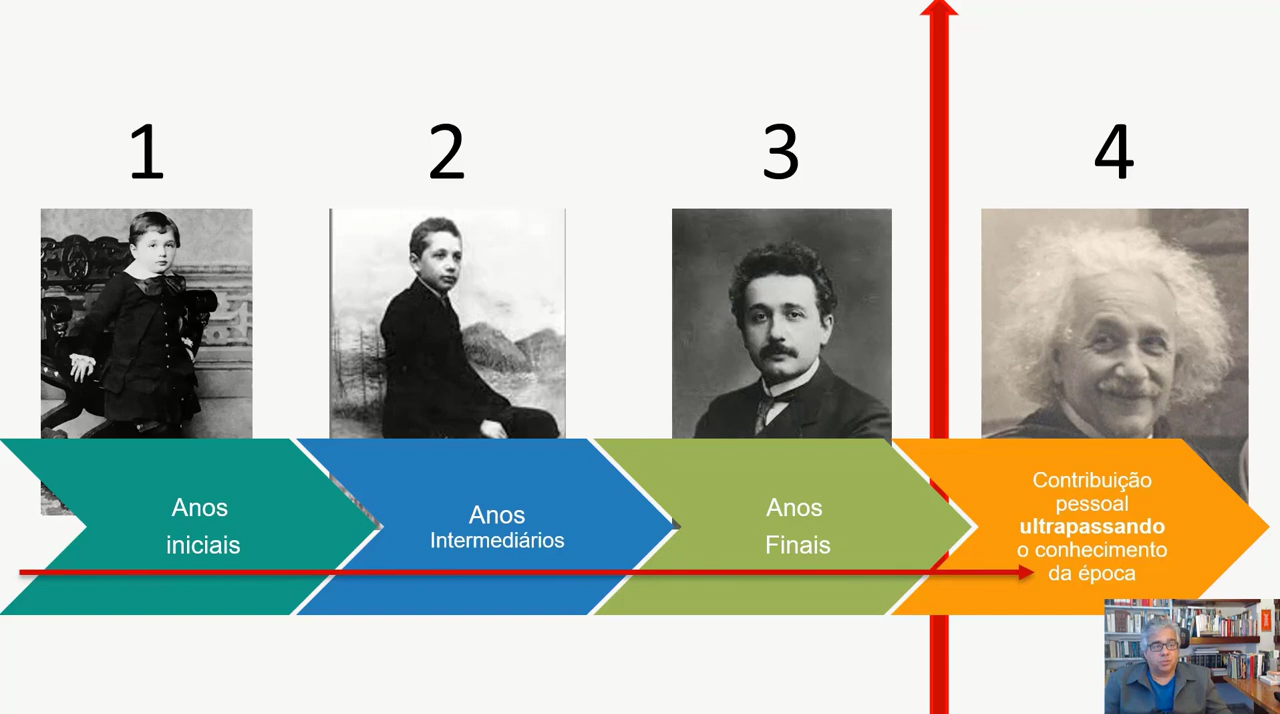 1
2
3
4
Anos
iniciais
Anos
Intermediários
Anos
Finais
Contribuição
pessoal
ultrapassando
o conhecimento
da época